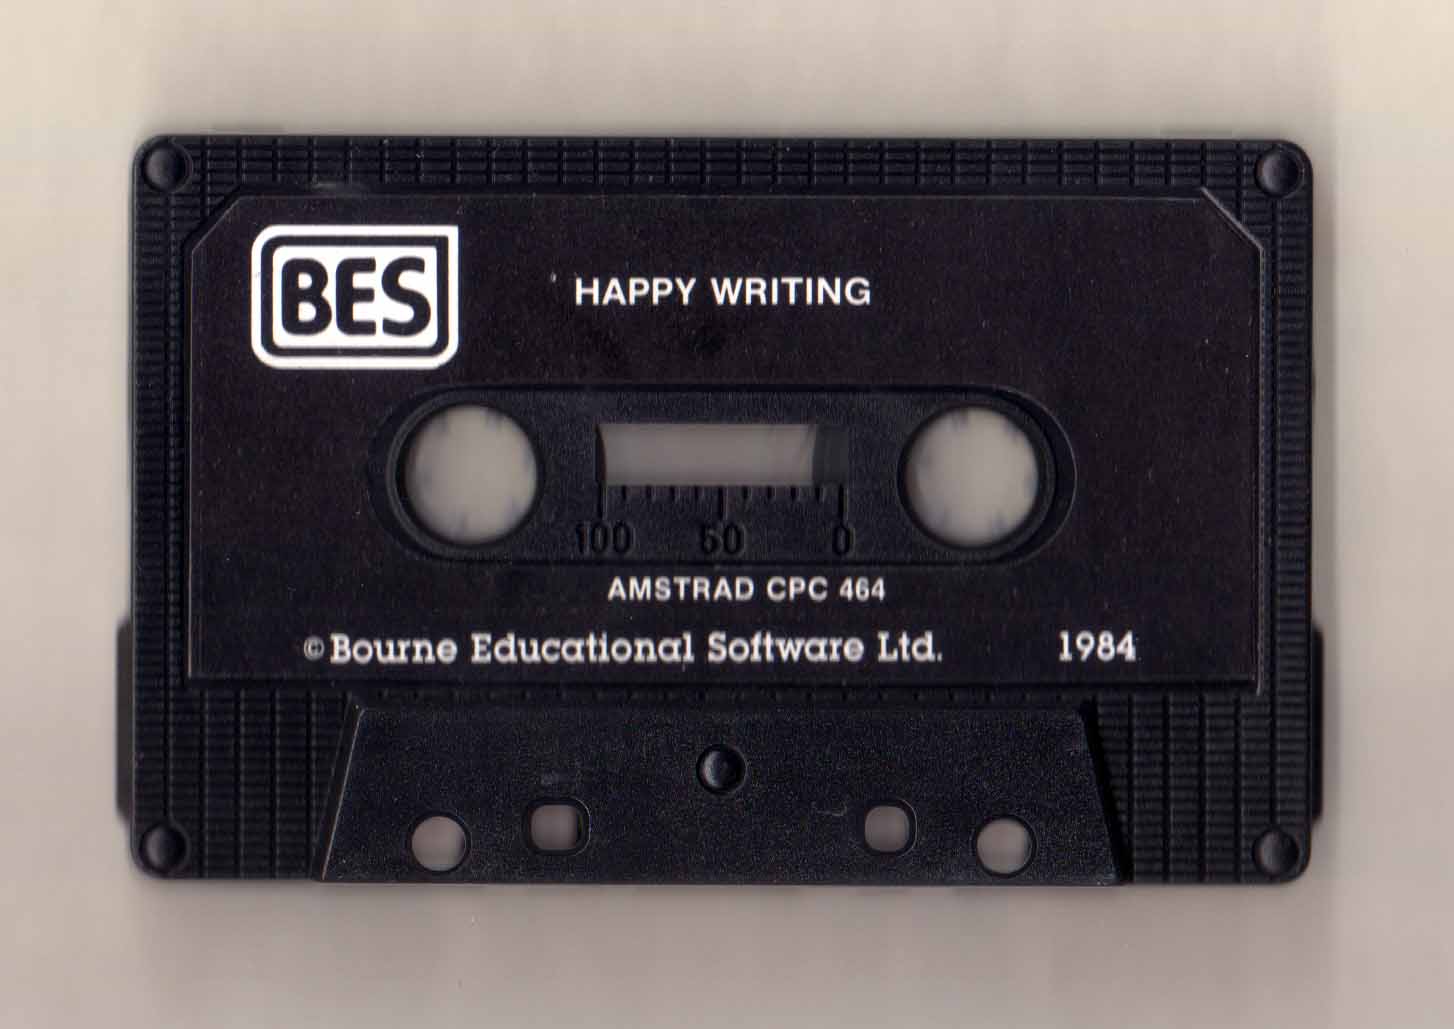 BES
HAPPY WRITING
100 50 0
AMSTRAD CPC 464
© Bourne Educational Software Ltd. 1984